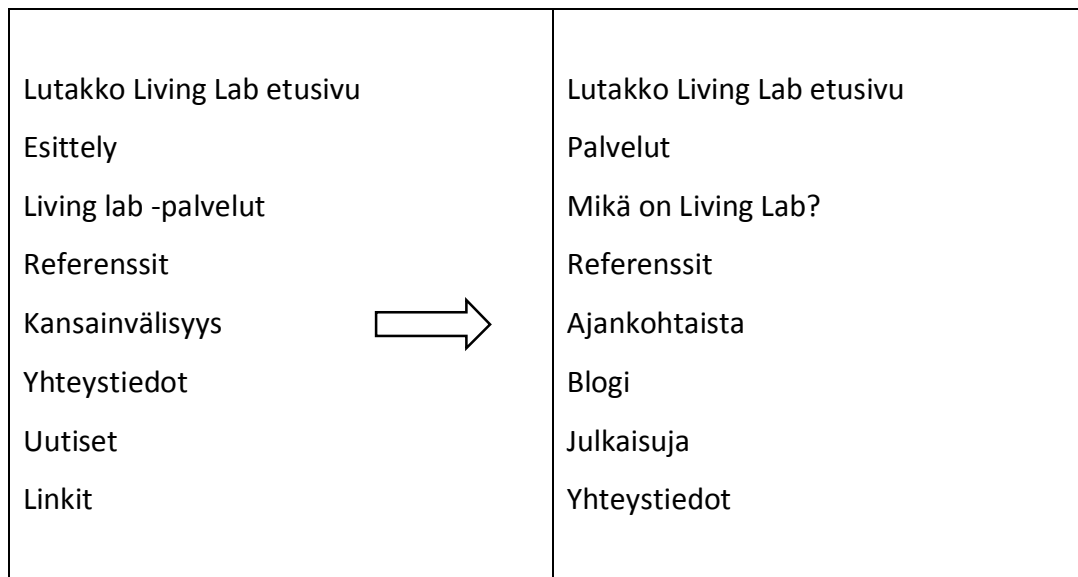 Lutakko Living Lab etusivu
Esittely
Living lab -palvelut
Referenssit
Kansainvälisyys
Yhteystiedot
Uutiset
Linkit
Lutakko Living Lab etusivu
Palvelut
Mikä on Living Lab?
Referenssit
Ajankohtaista
Blogi
Julkaisuja
Yhteystiedot